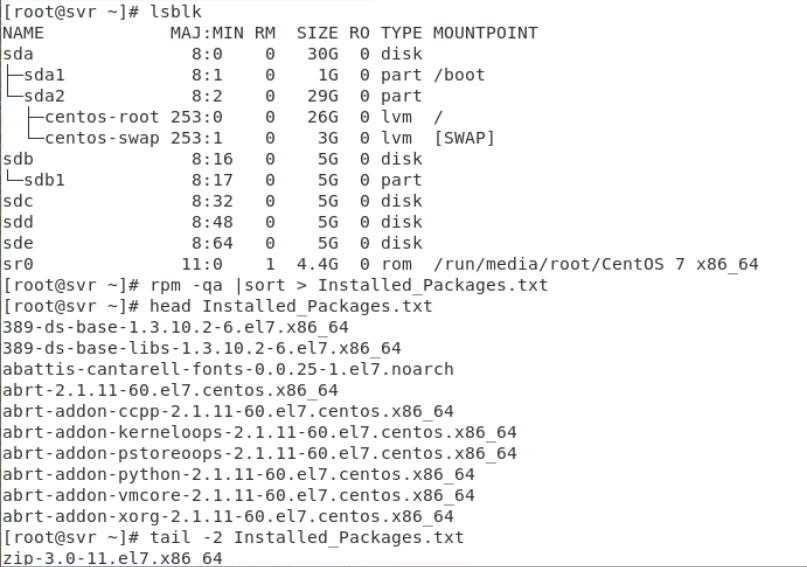 [root@svr ~]# lsblk
NAME            MAJ:MIN RM  SIZE RO TYPE MOUNTPOINT
sda               8:0    0   30G  0 disk
├─sda1            8:1    0    1G  0 part /boot
└─sda2            8:2    0   29G  0 part
  ├─centos-root 253:0    0   26G  0 lvm  /
  └─centos-swap 253:1    0    3G  0 lvm  [SWAP]
sdb               8:16   0    5G  0 disk
└─sdb1            8:17   0    5G  0 part
sdc               8:32   0    5G  0 disk
sdd               8:48   0    5G  0 disk
sde               8:64   0    5G  0 disk
sr0              11:0    1  4.4G  0 rom  /run/media/root/CentOS 7 x86_64
[root@svr ~]# rpm -qa |sort > Installed_Packages.txt
[root@svr ~]# head Installed_Packages.txt
389-ds-base-1.3.10.2-6.el7.x86_64
389-ds-base-libs-1.3.10.2-6.el7.x86_64
abattis-cantarell-fonts-0.0.25-1.el7.noarch
abrt-2.1.11-60.el7.centos.x86_64
abrt-addon-ccpp-2.1.11-60.el7.centos.x86_64
abrt-addon-kerneloops-2.1.11-60.el7.centos.x86_64
abrt-addon-pstoreoops-2.1.11-60.el7.centos.x86_64
abrt-addon-python-2.1.11-60.el7.centos.x86_64
abrt-addon-vmcore-2.1.11-60.el7.centos.x86_64
abrt-addon-xorg-2.1.11-60.el7.centos.x86_64
[root@svr ~]# tail -2 Installed_Packages.txt
zip-3.0-11.el7.x86_64